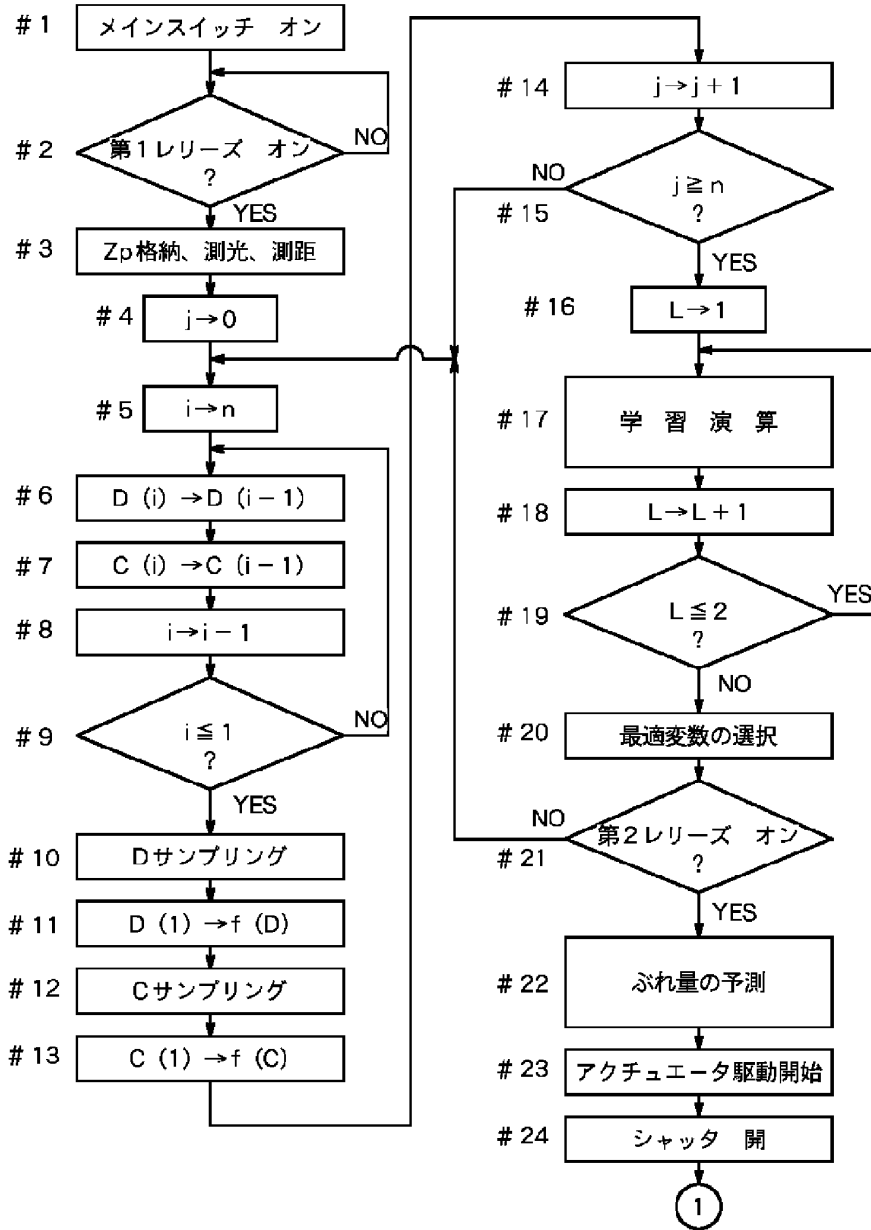 #1 メインスイッチ オン
#2 第1レリーズ オン
?
NO
YES
#3 Zp格納、測光、測距
#4 j→0
#5 i→n
#6 D (i) →D (i−1)
#7 C (i) →C (i−1)
#8 i→i−1
#9 i≦1
?
NO
YES
#10 Dサンプリング
#11 D (1) →f (D)
#12 Cサンプリング
#13 C (1) →f (C)
#14 j→j+1
NO
#15 j≧n
?
YES
#16 L→1
#17 学 習 演 算
#18 L→L+1
#19 L≦2
?
YES
NO
#20 最適変数の選択
NO
#21 第2レリーズ オン
?
YES
#22 ぶれ量の予測
#23 アクチュエータ駆動開始
#24 シャッタ 開
1